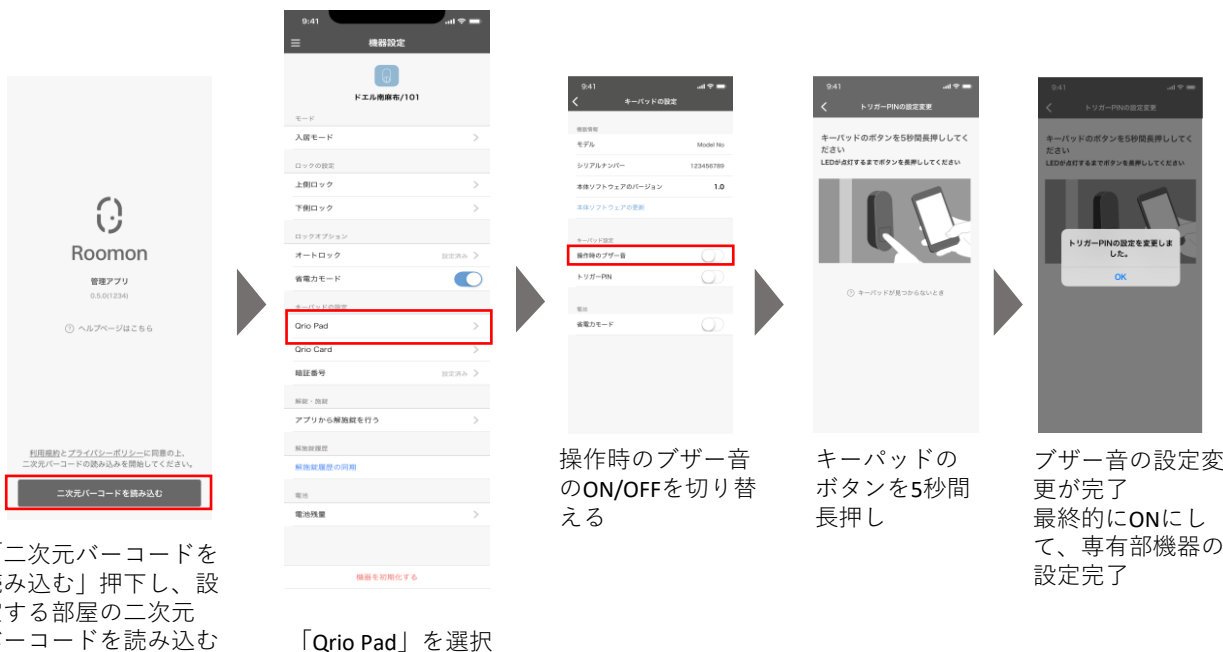 Roomon
管理アプリ
0.5.0(1234)
? ヘルプページはこちら
利用規約とプライバシーポリシーに同意の上、
二次元バーコードの読み込みを開始してください。
二次元バーコードを読み込む
「二次元バーコードを
読み込む」押下し、設
定する部屋の二次元
バーコードを読み込む
9:41
機器設定
ドエル南麻布/101
モード
入居モード
ロックの設定
上側ロック
下側ロック
ロックオプション
オートロック 設定済み
省電力モード
キーパッドの設定
Qrio Pad
Qrio Card
暗証番号 設定済み
解錠・施錠
アプリから解施錠を行う
解施錠履歴
解施錠履歴の同期
電池
電池残量
機器を初期化する
「Qrio Pad」を選択
9:41
キーパッドの設定
機器情報
モデル Model No
シリアルナンバー 123456789
本体ソフトウェアのバージョン 1.0
本体ソフトウェアの更新
キーパッド設定
操作時のブザー音
トリガーPIN
電池
省電力モード
操作時のブザー音
のON/OFFを切り替
える
9:41
トリガーPINの設定変更
キーパッドのボタンを5秒間長押ししてく
ださい
LEDが点灯するまでボタンを長押ししてください
? キーパッドが見つからないとき
キーパッドの
ボタンを5秒間
長押し
9:41
トリガーPINの設定変更
キーパッドのボタンを5秒間長押ししてく
ださい
LEDが点灯するまでボタンを長押ししてください
トリガーPINの設定を変更しま
した。
OK
ブザー音の設定変
更が完了
最終的にONにし
て、専有部機器の
設定完了